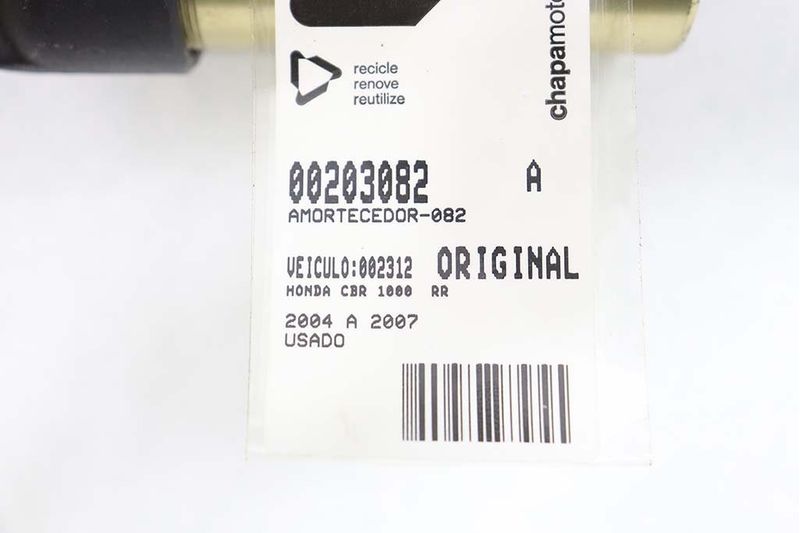 recicle
renove
reutilize
chapamoto
00203082 A
AMORTECEDOR-082
VEICULO:002312 ORIGINAL
HONDA CBR 1000 RR
2004 A 2007
USADO